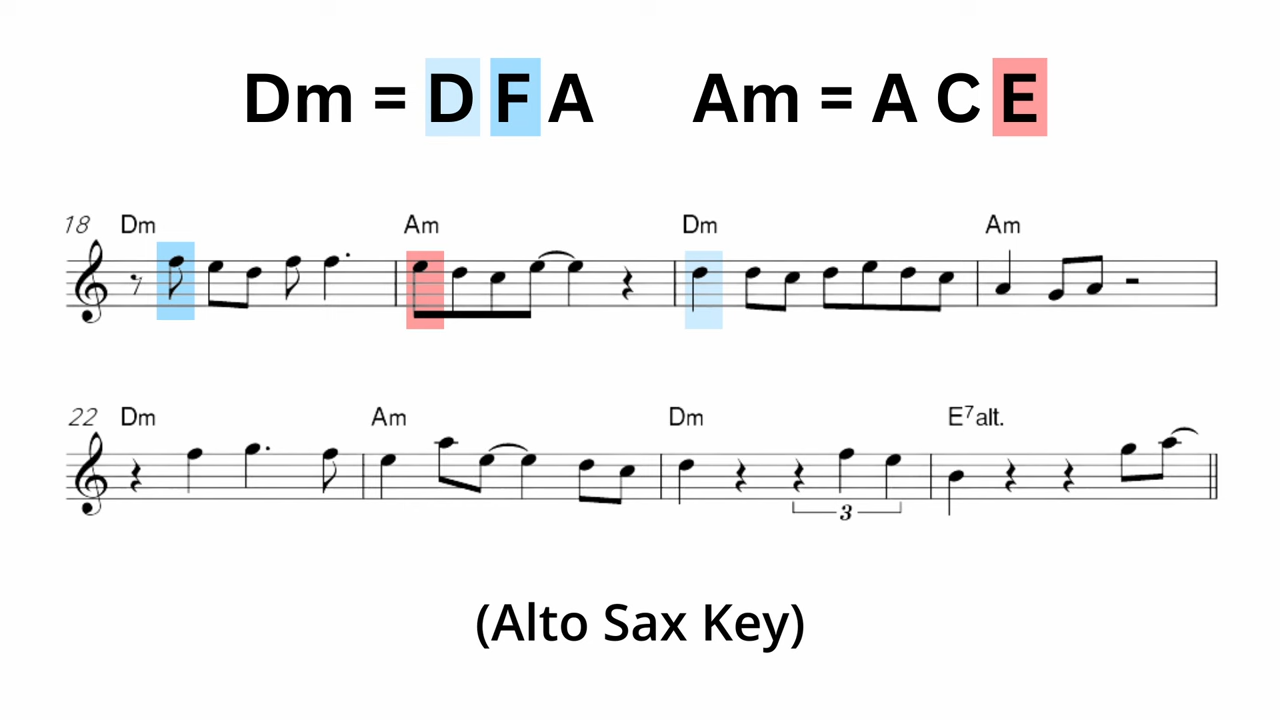 Dm = D F A Am = A C E
18 Dm Am Dm Am
22 Dm Am Dm E7alt.
3
(Alto Sax Key)